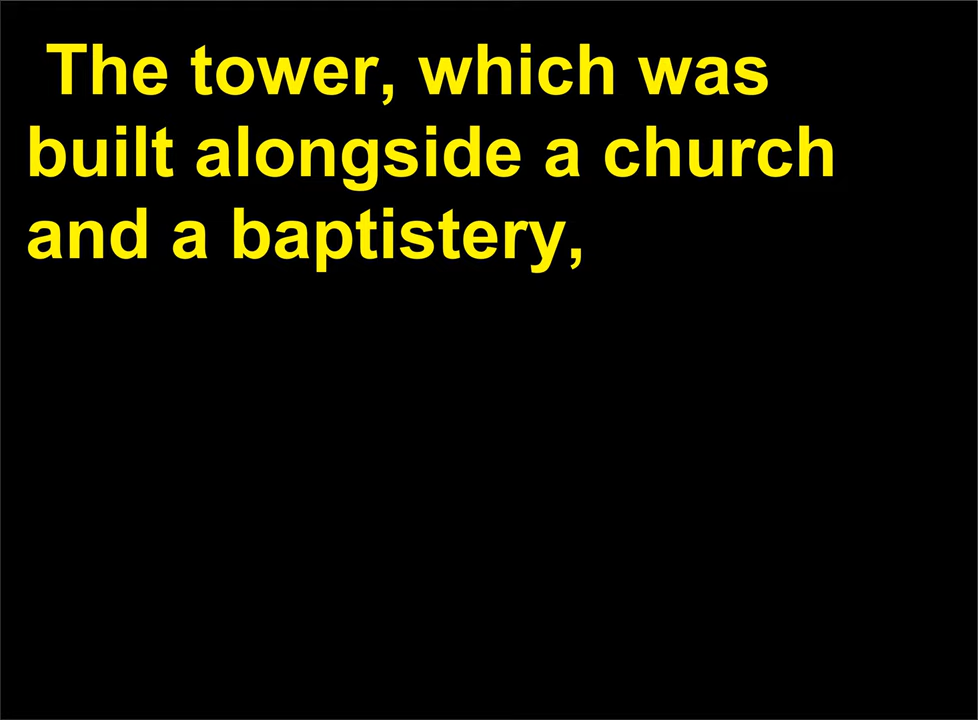 The tower, which was
built alongside a church
and a baptistery,